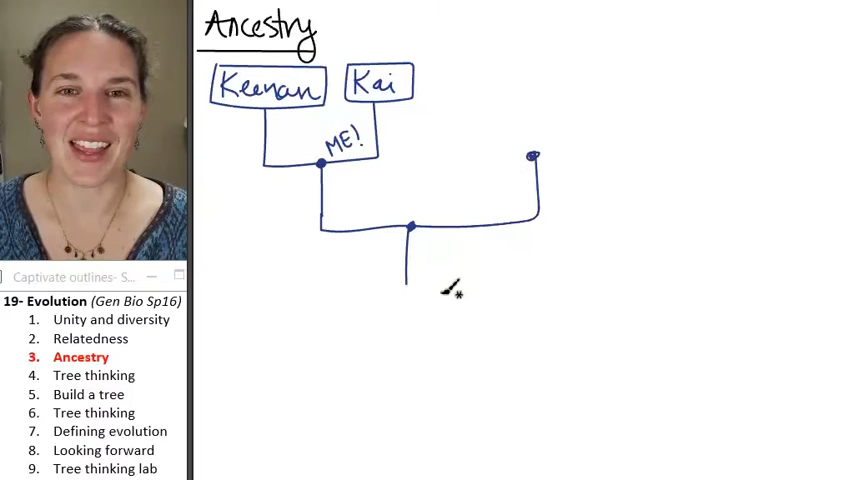 Ancestry
Keenan Kai
ME!
Captivate outlines- S...
19- Evolution (Gen Bio Sp16)
1. Unity and diversity
2. Relatedness
3. Ancestry
4. Tree thinking
5. Build a tree
6. Tree thinking
7. Defining evolution
8. Looking forward
9. Tree thinking lab